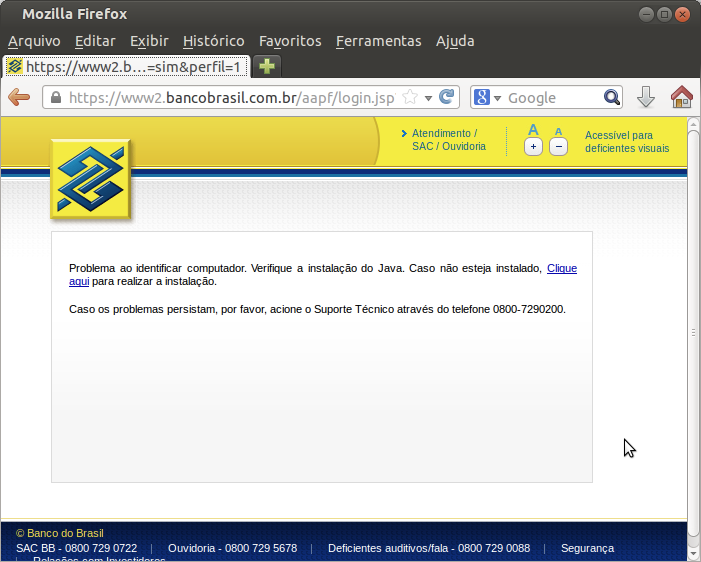 Mozilla Firefox
Arquivo Editar Exibir Histórico Favoritos Ferramentas Ajuda
https://www2.b...=sim&perfil=1
https://www2.bancobrasil.com.br/aapf/login.jsp
Google
Atendimento /
SAC / Ouvidoria
A A
+ −
Acessível para
deficientes visuais
Problema ao identificar computador. Verifique a instalação do Java. Caso não esteja instalado, Clique
aqui para realizar a instalação.
Caso os problemas persistam, por favor, acione o Suporte Técnico através do telefone 0800-7290200.
© Banco do Brasil
SAC BB - 0800 729 0722 | Ouvidoria - 0800 729 5678 | Deficientes auditivos/fala - 0800 729 0088 | Segurança
| Relações com Investidores